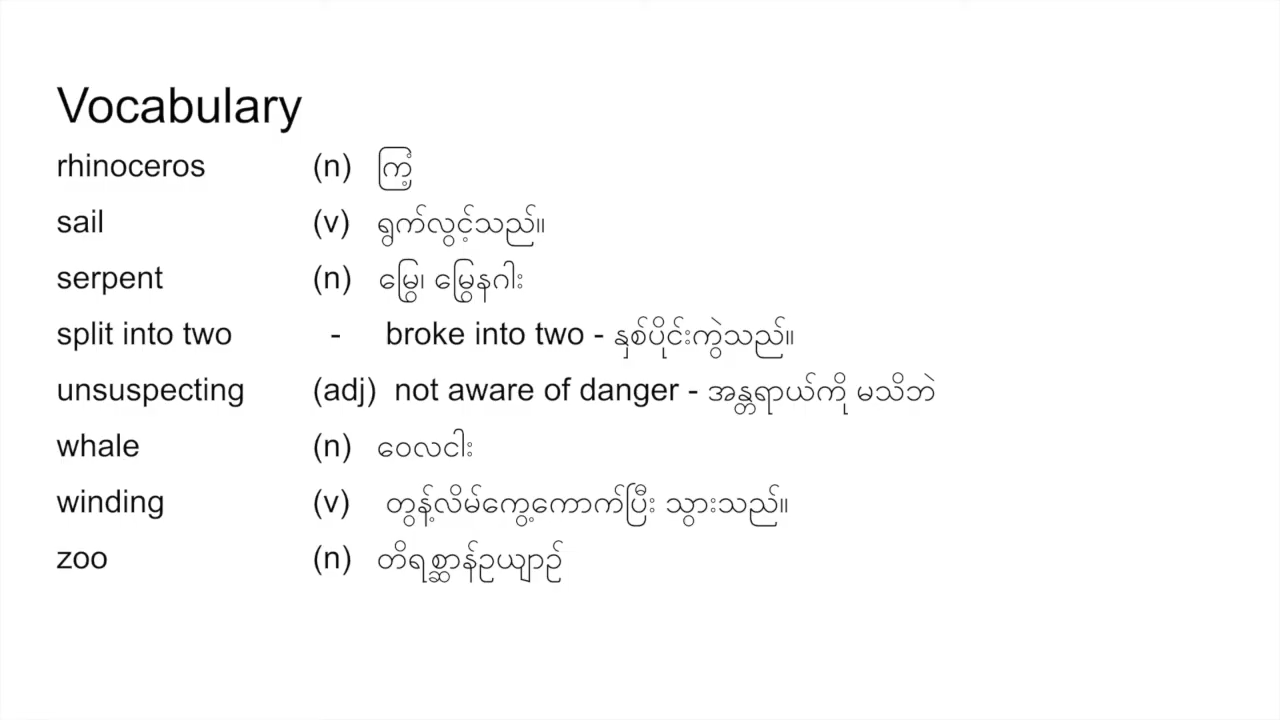 Vocabulary
rhinoceros (n) ကြံ့
sail (v) ရွက်လွှင့်သည်။
serpent (n) မြွေ၊ မြွေနဂါး
split into two - broke into two - နှစ်ပိုင်းကွဲသည်။
unsuspecting (adj) not aware of danger - အန္တရာယ်ကို မသိဘဲ
whale (n) ဝေလငါး
winding (v) တွန့်လိမ်ကွေ့ကောက်ပြီး သွားသည်။
zoo (n) တိရစ္ဆာန်ဥယျာဉ်